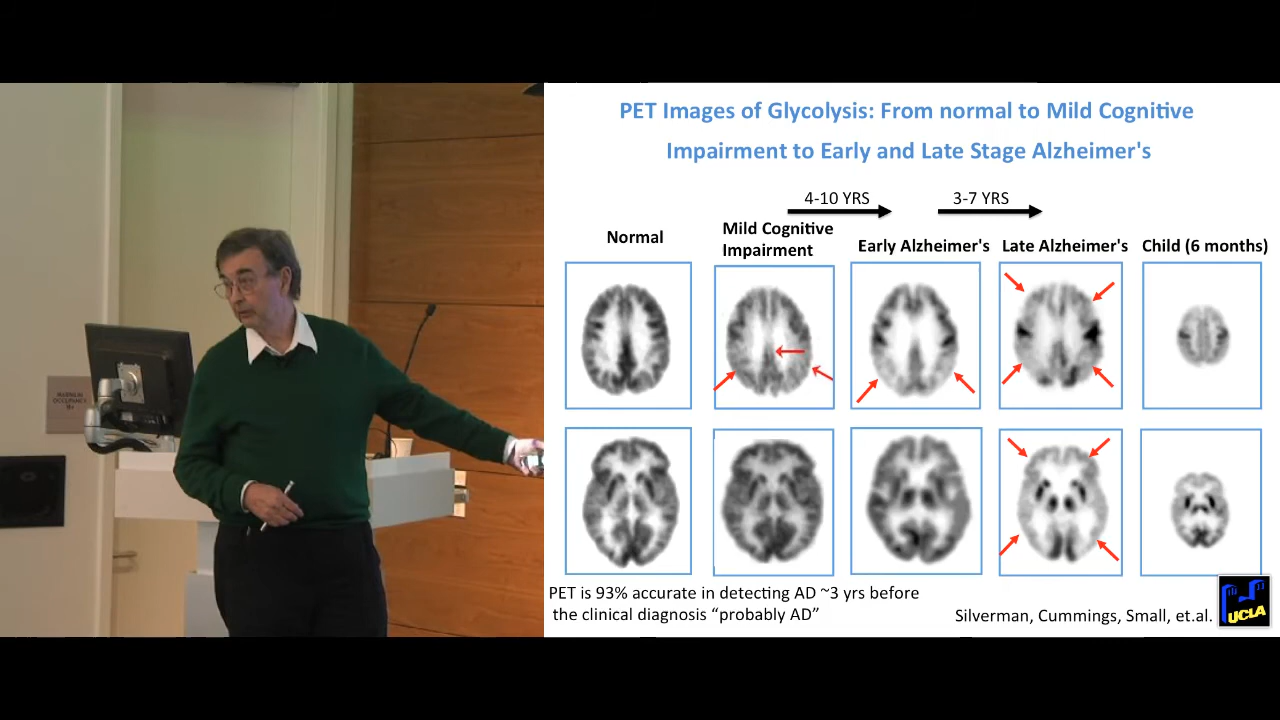 PET Images of Glycolysis: From normal to Mild Cognitive
Impairment to Early and Late Stage Alzheimer's
4-10 YRS
3-7 YRS
Normal
Mild Cognitive
Impairment
Early Alzheimer's
Late Alzheimer's
Child (6 months)
PET is 93% accurate in detecting AD ~3 yrs before
the clinical diagnosis “probably AD”
Silverman, Cummings, Small, et.al.
UCLA
MAXIMUM
OCCUPANCY